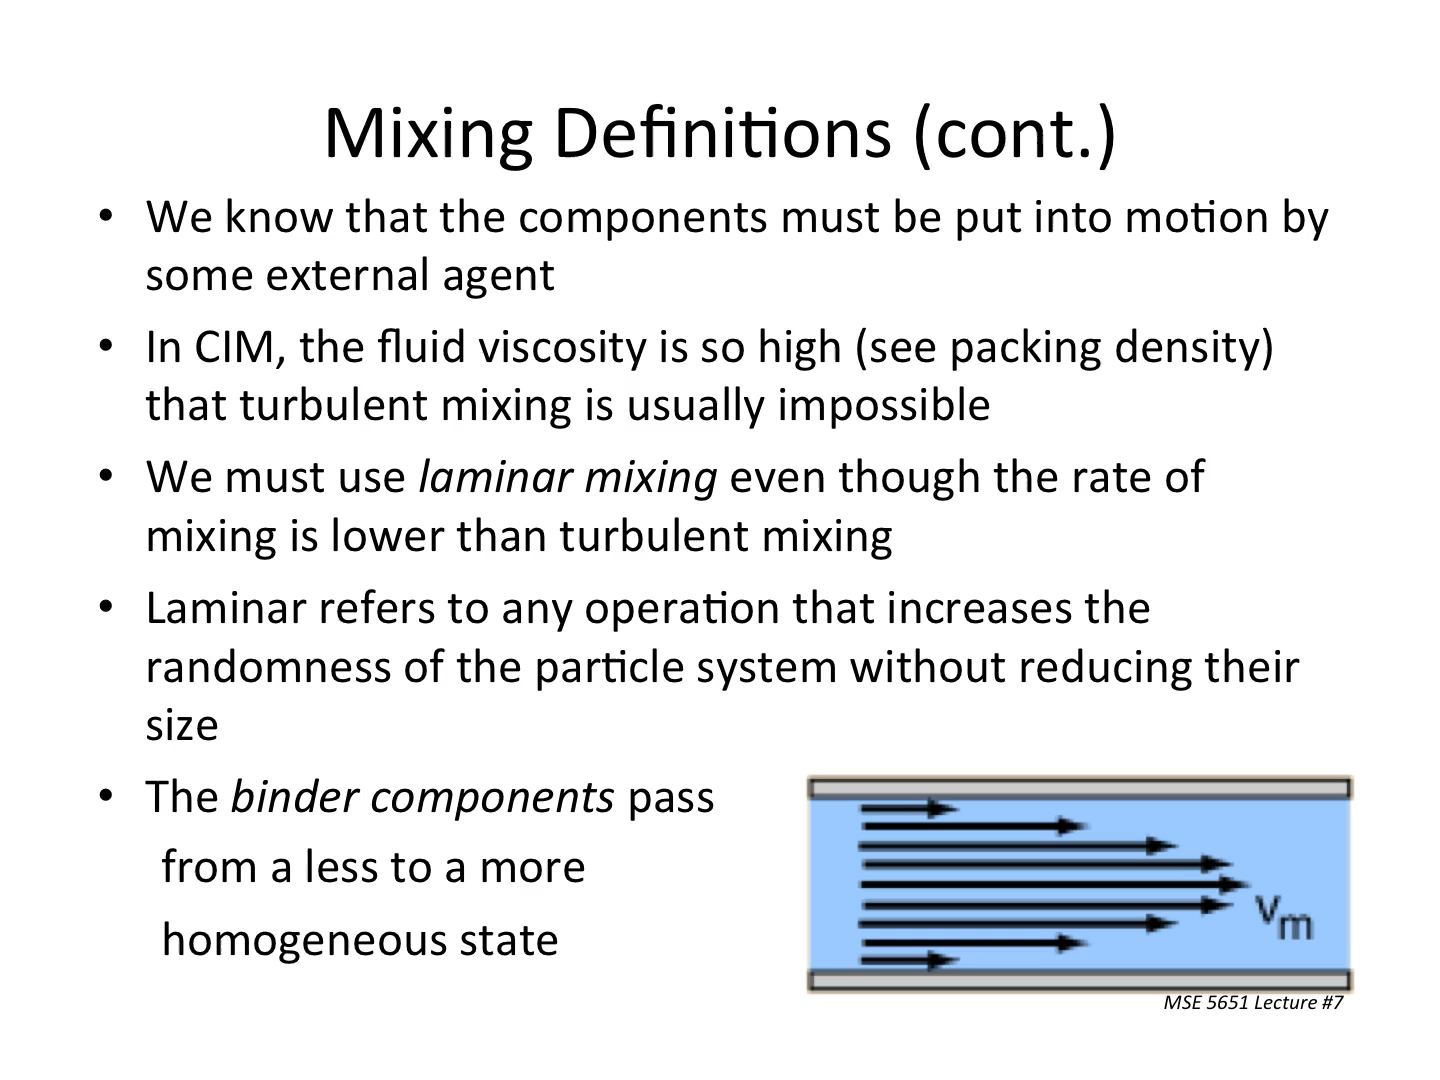 Mixing Definitions (cont.)
• We know that the components must be put into motion by
some external agent
• In CIM, the fluid viscosity is so high (see packing density)
that turbulent mixing is usually impossible
• We must use laminar mixing even though the rate of
mixing is lower than turbulent mixing
• Laminar refers to any operation that increases the
randomness of the particle system without reducing their
size
• The binder components pass
from a less to a more
homogeneous state
vm
MSE 5651 Lecture #7